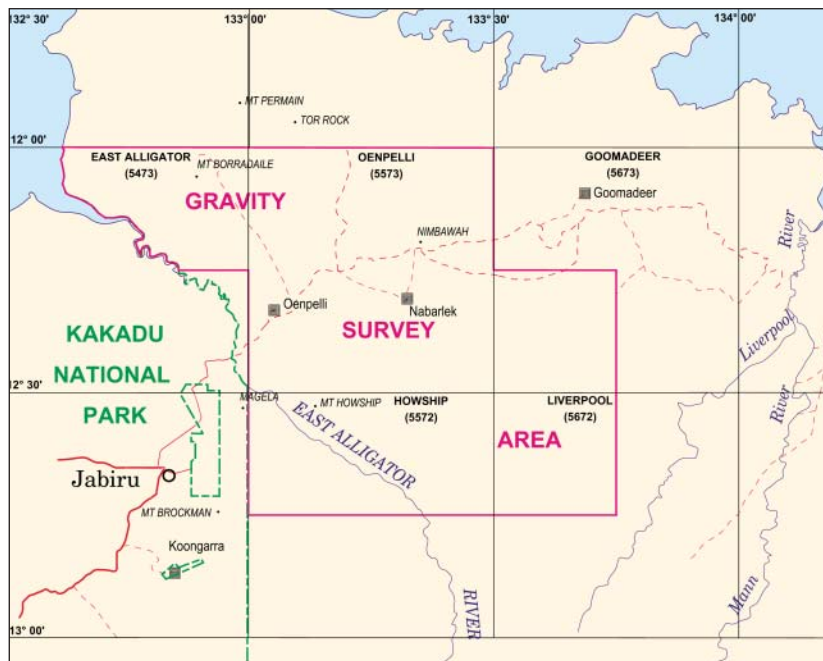 132° 30'
133° 00'
133° 30'
134° 00'
MT PERMAIN
TOR ROCK
12° 00'
EAST ALLIGATOR
(5473)
OENPELLI
(5573)
GOOMADEER
(5673)
MT BORRADAILE
GRAVITY
Goomadeer
NIMBAWAH
River
Oenpelli
Nabarlek
KAKADU
NATIONAL
PARK
SURVEY
Liverpool
12° 30'
MAGELA
MT HOWSHIP
HOWSHIP
(5572)
LIVERPOOL
(5672)
River
EAST ALLIGATOR
AREA
Jabiru
MT BROCKMAN
Koongarra
Mann
RIVER
13° 00'